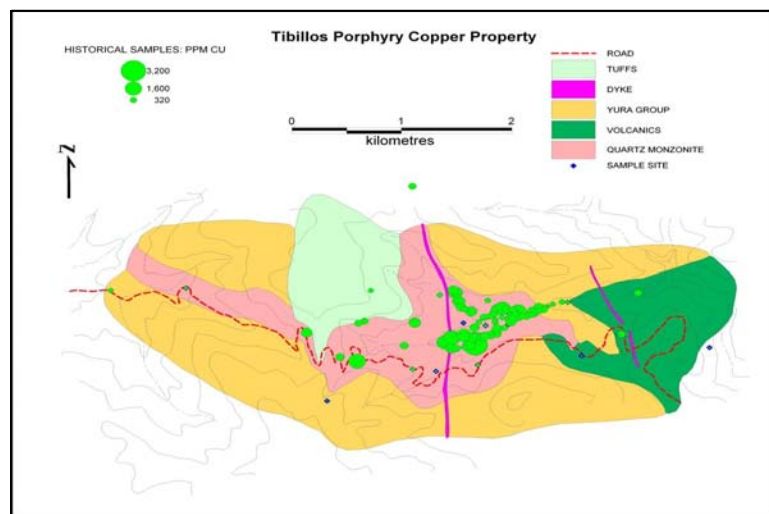 Tibillos Porphyry Copper Property
HISTORICAL SAMPLES: PPM CU
3,200
1,600
320
ROAD
TUFFS
DYKE
YURA GROUP
VOLCANICS
QUARTZ MONZONITE
SAMPLE SITE
0 1 2
kilometres
N